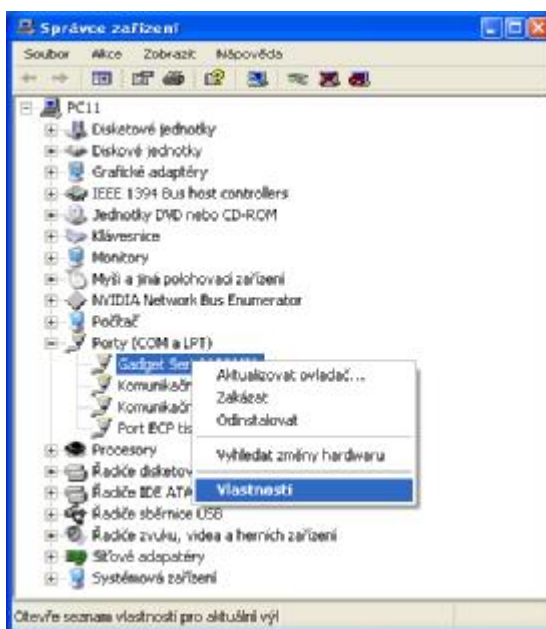 Správce zařízení
Soubor Akce Zobrazit Nápověda
PC11
Disketové jednotky
Diskové jednotky
Grafické adaptéry
IEEE 1394 Bus host controllers
Jednotky DVD nebo CD-ROM
Klávesnice
Monitory
Myši a jiná polohovací zařízení
NVIDIA Network Bus Enumerator
Počítač
Porty (COM a LPT)
Gadget Ser
Komunikačn
Komunikačn
Port ECP tis
Procesory
Řadiče disketov
Řadiče IDE ATA
Řadiče sběrnice USB
Řadiče zvuku, videa a herních zařízení
Síťové adaptéry
Systémová zařízení
Aktualizovat ovladač...
Zakázat
Odinstalovat
Vyhledat změny hardwaru
Vlastnosti
Otevře seznam vlastností pro aktuální vý